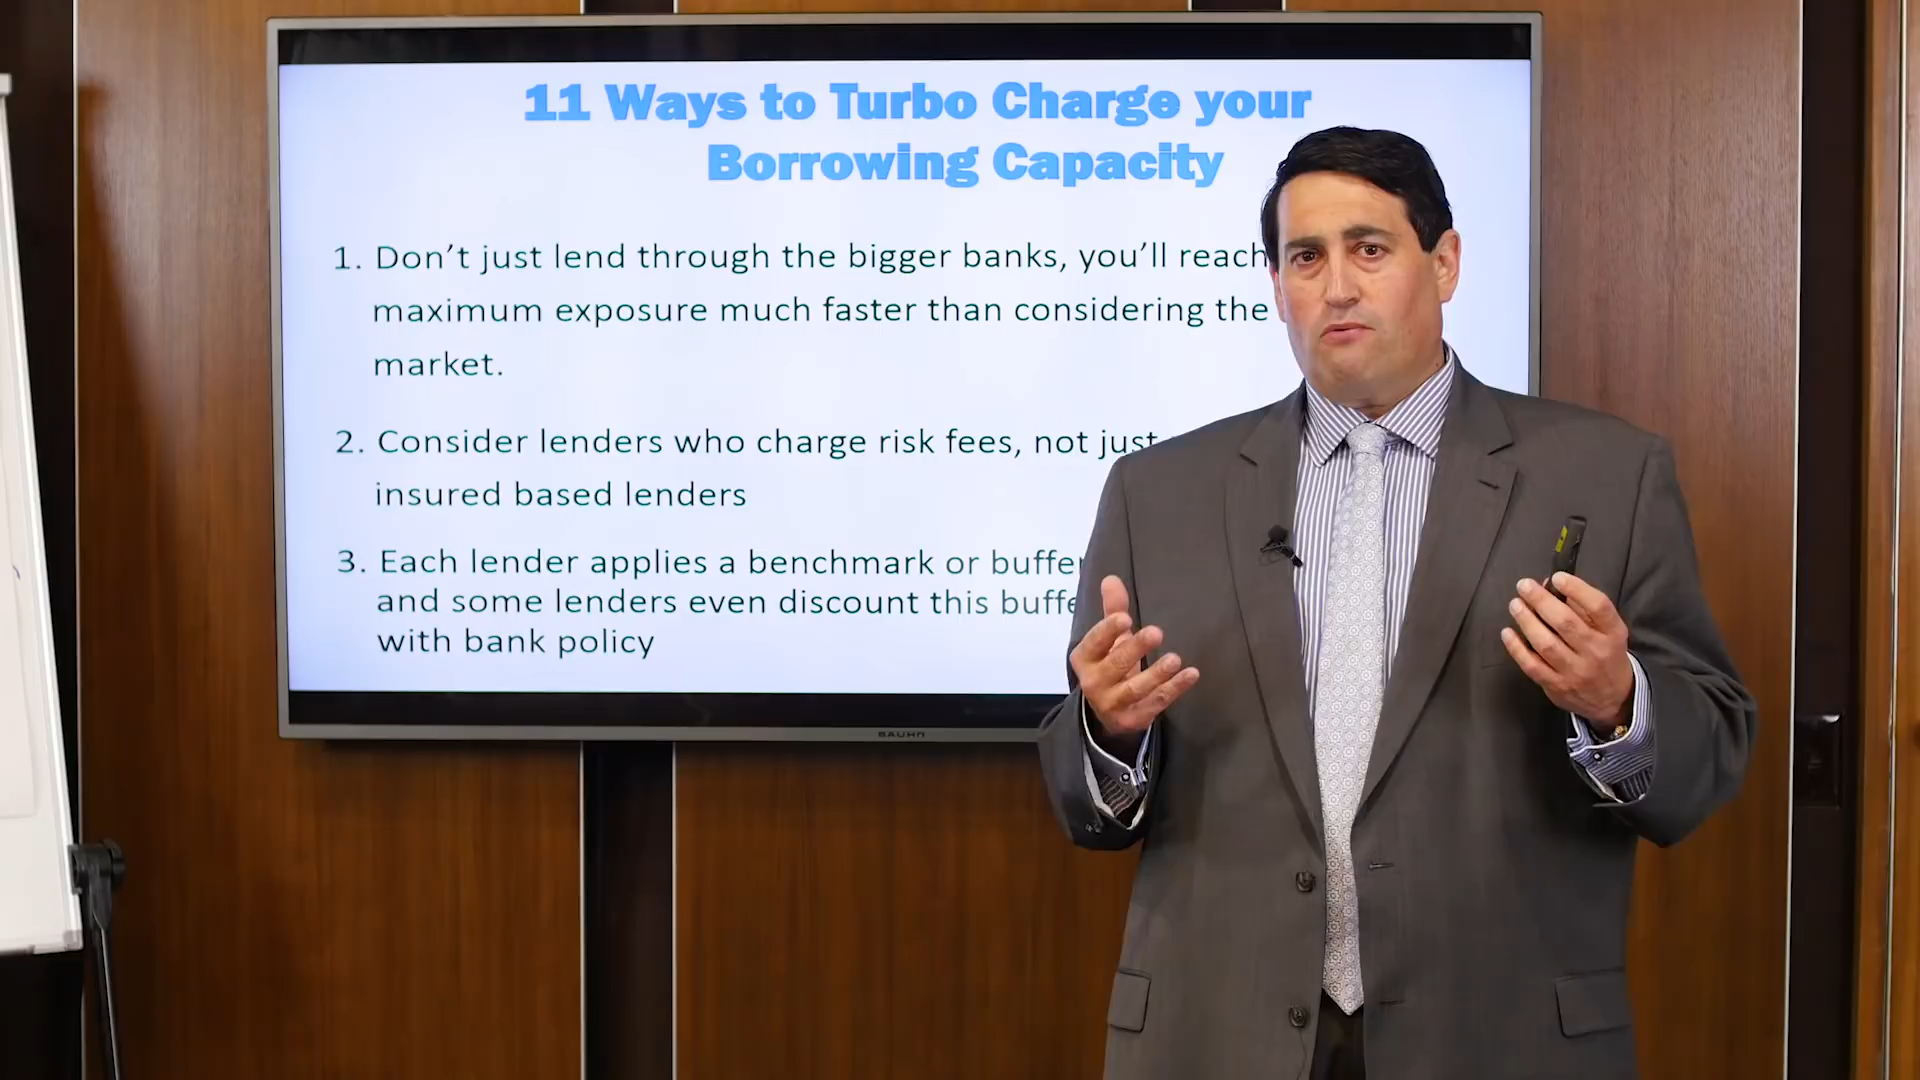 11 Ways to Turbo Charge your
Borrowing Capacity
1. Don't just lend through the bigger banks, you'll reach
maximum exposure much faster than considering the
market.
2. Consider lenders who charge risk fees, not just
insured based lenders
3. Each lender applies a benchmark or buffer
and some lenders even discount this buffe
with bank policy
BAUHN